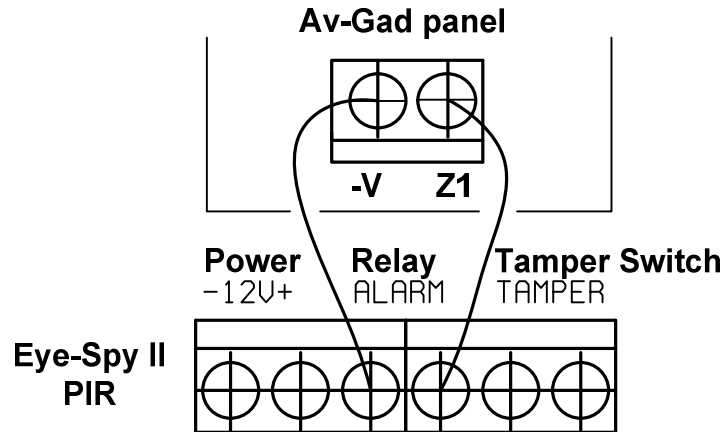 Av-Gad panel
-V Z1
Power Relay Tamper Switch
-12V+ ALARM TAMPER
Eye-Spy II
PIR